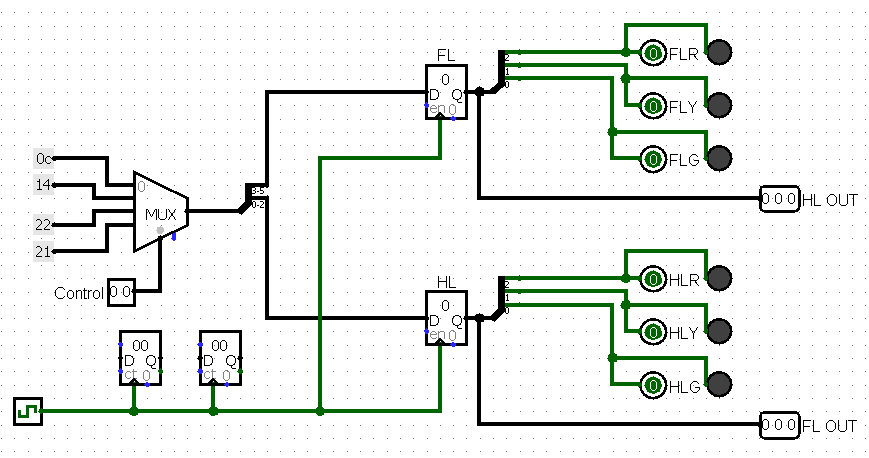 FL
0
D Q
en 0
2
1
0
0 FLR
0 FLY
0 FLG
0 0 0 HL OUT
0c
14
22
21
0
MUX
3-5
0-2
Control 0 0
HL
0
D Q
en 0
2
1
0
0 HLR
0 HLY
0 HLG
0 0 0 FL OUT
00
D Q
ct 0
00
D Q
ct 0